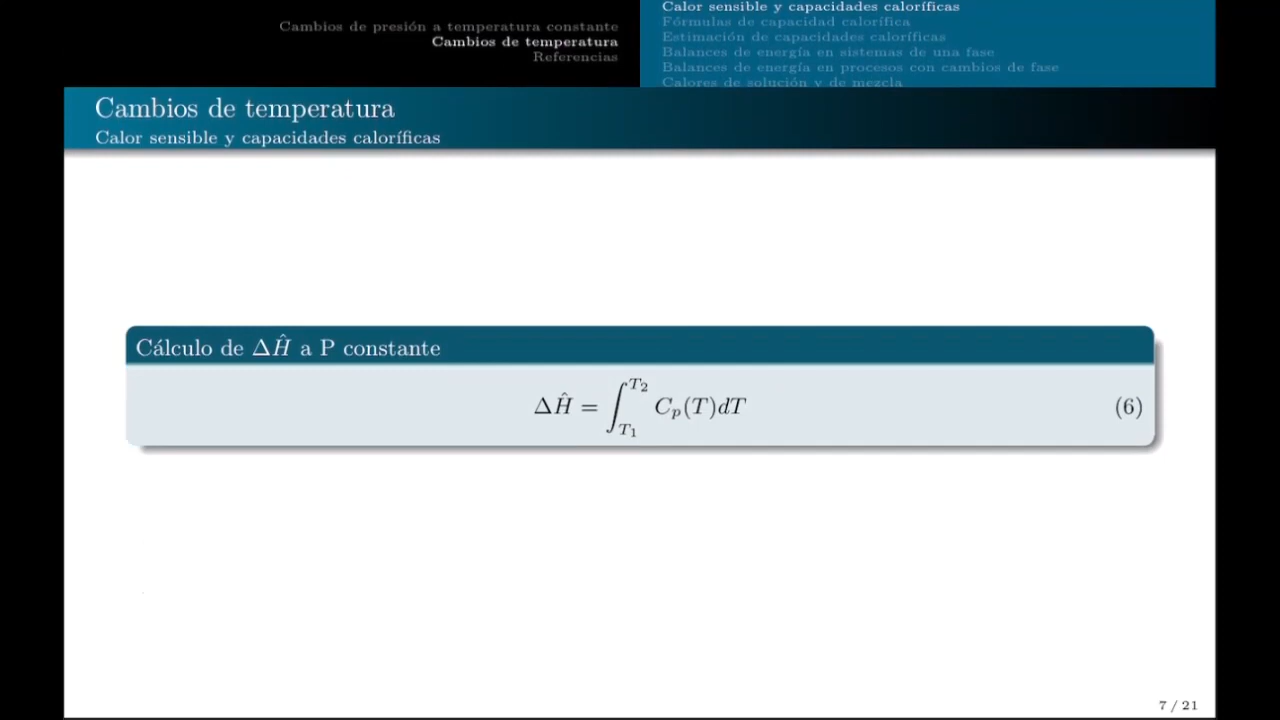 Cambios de presión a temperatura constante
Cambios de temperatura
Referencias
Calor sensible y capacidades caloríficas
Fórmulas de capacidad calorífica
Estimación de capacidades caloríficas
Balances de energía en sistemas de una fase
Balances de energía en procesos con cambios de fase
Calores de solución y de mezcla
Cambios de temperatura
Calor sensible y capacidades caloríficas
Cálculo de ΔĤ a P constante
ΔĤ = ∫_{T₁}^{T₂} Cₚ(T)dT (6)
7 / 21